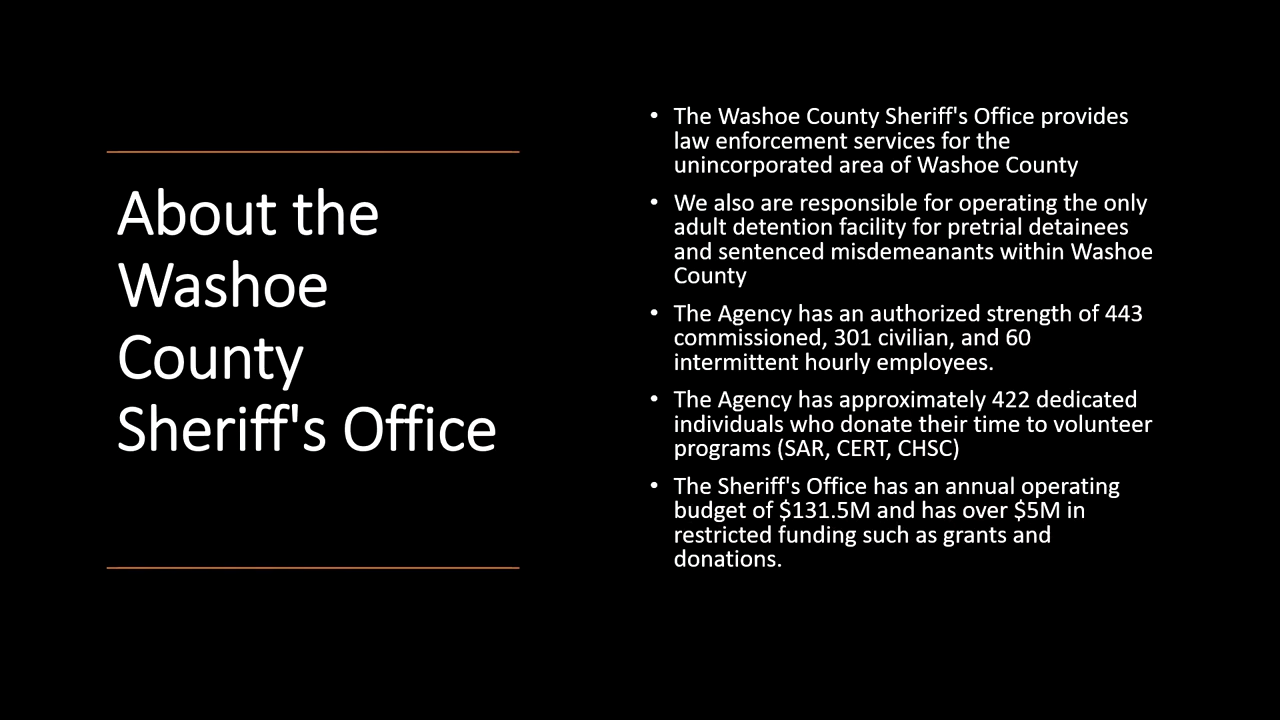 About the
Washoe
County
Sheriff's Office
• The Washoe County Sheriff's Office provides
law enforcement services for the
unincorporated area of Washoe County
• We also are responsible for operating the only
adult detention facility for pretrial detainees
and sentenced misdemeanants within Washoe
County
• The Agency has an authorized strength of 443
commissioned, 301 civilian, and 60
intermittent hourly employees.
• The Agency has approximately 422 dedicated
individuals who donate their time to volunteer
programs (SAR, CERT, CHSC)
• The Sheriff's Office has an annual operating
budget of $131.5M and has over $5M in
restricted funding such as grants and
donations.